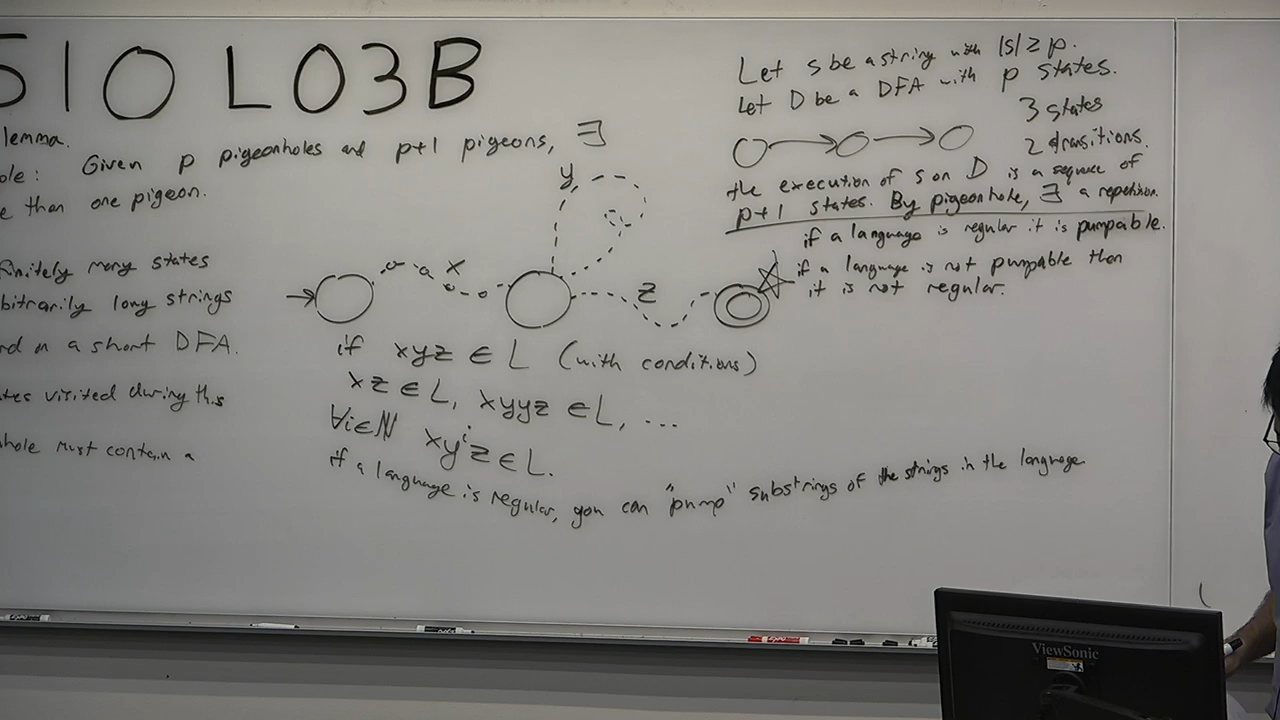 510 L03B
lemma.
ole: Given p pigeonholes and p+1 pigeons, ∃
e than one pigeon.
finitely many states
bitrarily long strings
on a short DFA.
tes visited during this
hole must contain a
y
x
z
if xyz ∈ L (with conditions)
xz ∈ L, xyyz ∈ L, ...
∀i∈ℕ xyⁱz ∈ L.
if a language is regular, you can "pump" substrings of the strings in the language
Let s be a string with |s| ≥ p.
Let D be a DFA with p states.
3 states
2 transitions.
the execution of s on D is a sequence of
p+1 states. By pigeonhole, ∃ a repetition.
if a language is regular it is pumpable.
if a language is not pumpable then
it is not regular.
ViewSonic